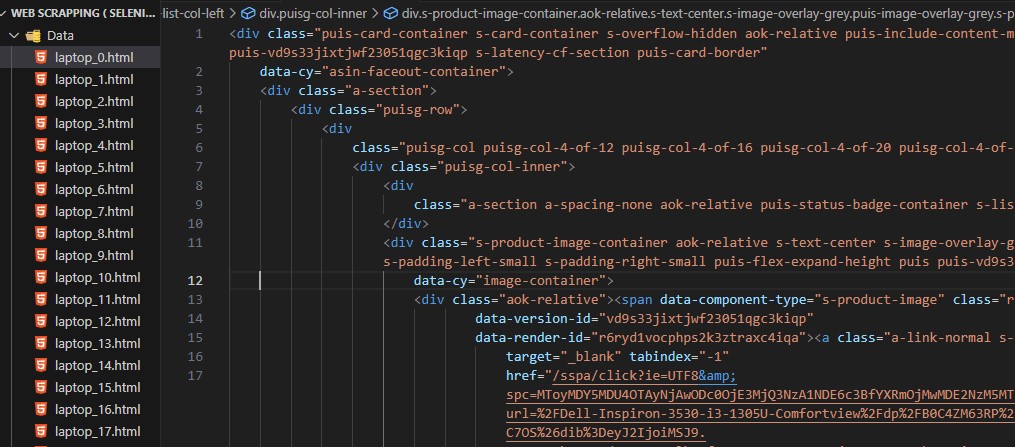 WEB SCRAPPING ( SELENI...
Data
laptop_0.html
laptop_1.html
laptop_2.html
laptop_3.html
laptop_4.html
laptop_5.html
laptop_6.html
laptop_7.html
laptop_8.html
laptop_9.html
laptop_10.html
laptop_11.html
laptop_12.html
laptop_13.html
laptop_14.html
laptop_15.html
laptop_16.html
laptop_17.html
-list-col-left > div.puisg-col-inner > div.s-product-image-container.aok-relative.s-text-center.s-image-overlay-grey.puis-image-overlay-grey.s-p
1 <div class="puis-card-container s-card-container s-overflow-hidden aok-relative puis-include-content-m
puis-vd9s33jixtjwf23051qgc3kiqp s-latency-cf-section puis-card-border"
2 data-cy="asin-faceout-container">
3 <div class="a-section">
4 <div class="puisg-row">
5 <div
6 class="puisg-col puisg-col-4-of-12 puisg-col-4-of-16 puisg-col-4-of-20 puisg-col-4-of-
7 <div class="puisg-col-inner">
8 <div
9 class="a-section a-spacing-none aok-relative puis-status-badge-container s-lis
10 </div>
11 <div class="s-product-image-container aok-relative s-text-center s-image-overlay-g
s-padding-left-small s-padding-right-small puis-flex-expand-height puis puis-vd9s3
12 data-cy="image-container">
13 <div class="aok-relative"><span data-component-type="s-product-image" class="r
14 data-version-id="vd9s33jixtjwf23051qgc3kiqp"
15 data-render-id="r6ryd1vocphps2k3ztraxc4iqa"><a class="a-link-normal s-
16 target="_blank" tabindex="-1"
17 href="/sspa/click?ie=UTF8&amp;
spc=MToyMDY5MDU4OTAyNjAwODc0OjE3MjQ3NzA1NDE6c3BfYXRmOjMwMDE2NzM5MT
url=%2FDell-Inspiron-3530-i3-1305U-Comfortview%2Fdp%2FB0C4ZM63RP%2
C7OS%26dib%3DeyJ2IjoiMSJ9.